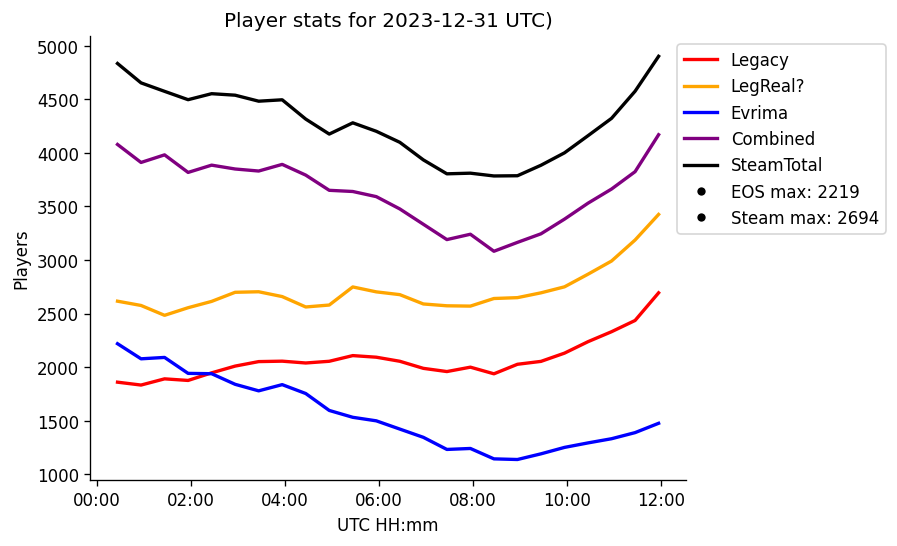 Player stats for 2023-12-31 UTC)
5000
4500
4000
3500
3000
2500
2000
1500
1000
Players
00:00 02:00 04:00 06:00 08:00 10:00 12:00
UTC HH:mm
Legacy
LegReal?
Evrima
Combined
SteamTotal
EOS max: 2219
Steam max: 2694